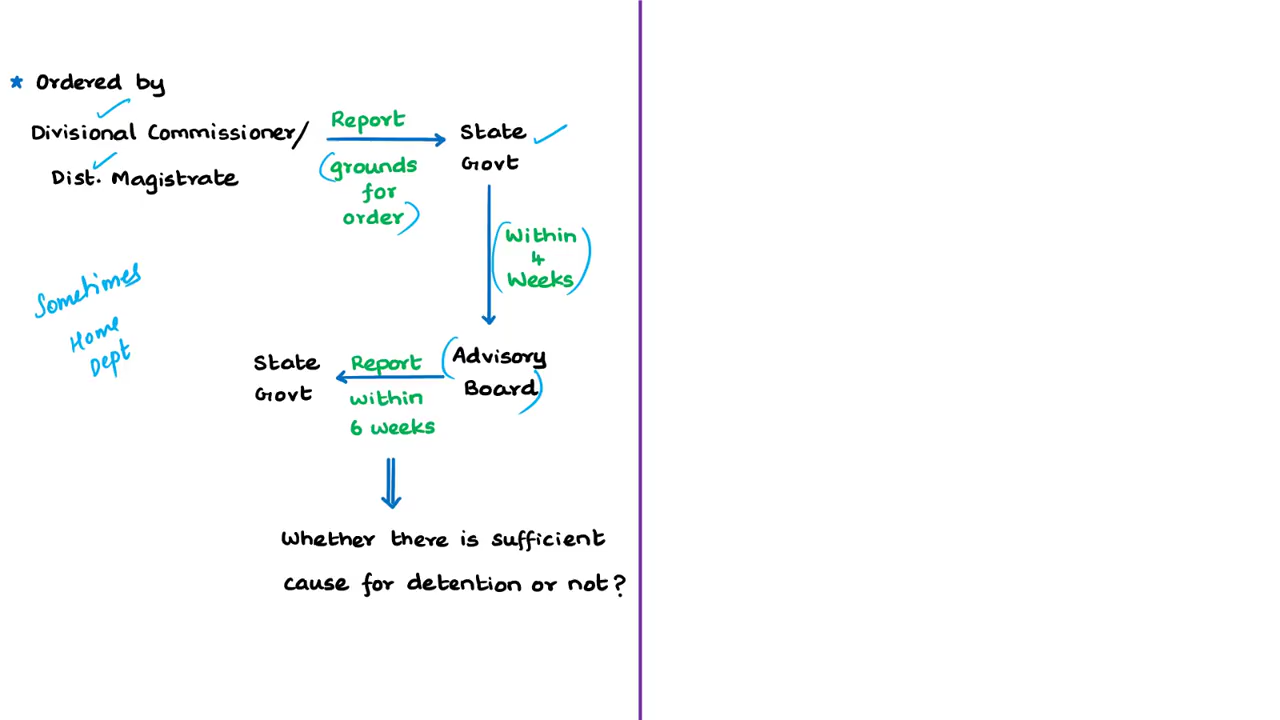 * Ordered by
Divisional Commissioner/
Dist. Magistrate
Report
(grounds
for
order)
State
Govt
(Within
4
Weeks)
Sometimes
Home
Dept
(Advisory
Board)
Report
within
6 weeks
State
Govt
Whether there is sufficient
cause for detention or not?